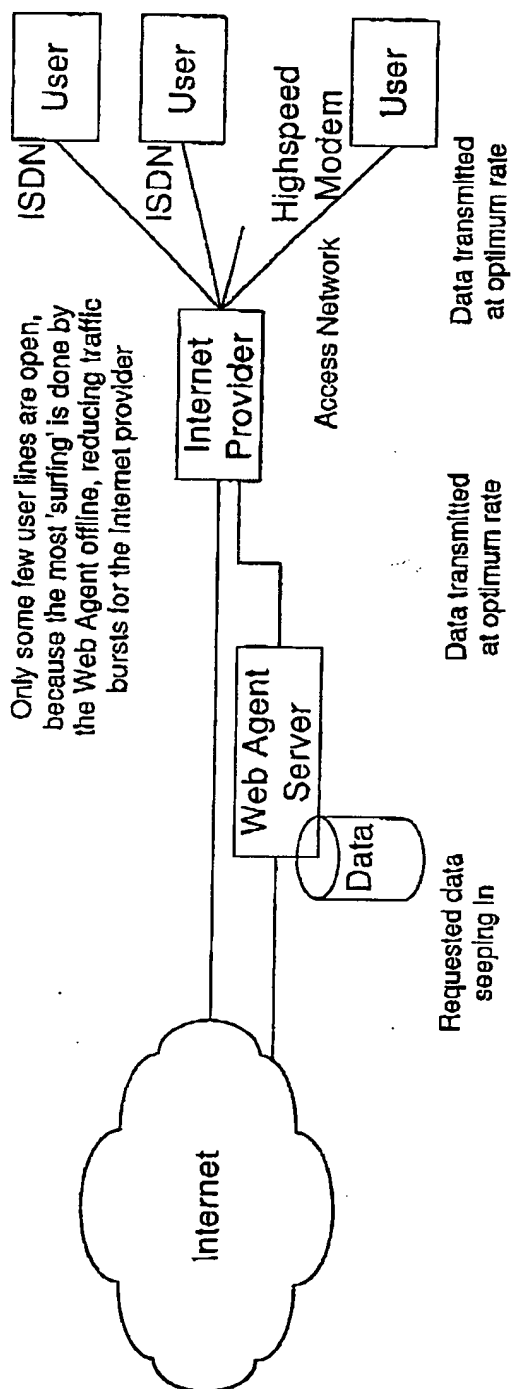 Only some few user lines are open,
because the most 'surfing' is done by
the Web Agent offline, reducing traffic
bursts for the Internet provider
ISDN
User
ISDN
User
Highspeed
Modem
User
Internet
Provider
Access Network
Web Agent
Server
Data
Internet
Requested data
seeping in
Data transmitted
at optimum rate
Data transmitted
at optimum rate